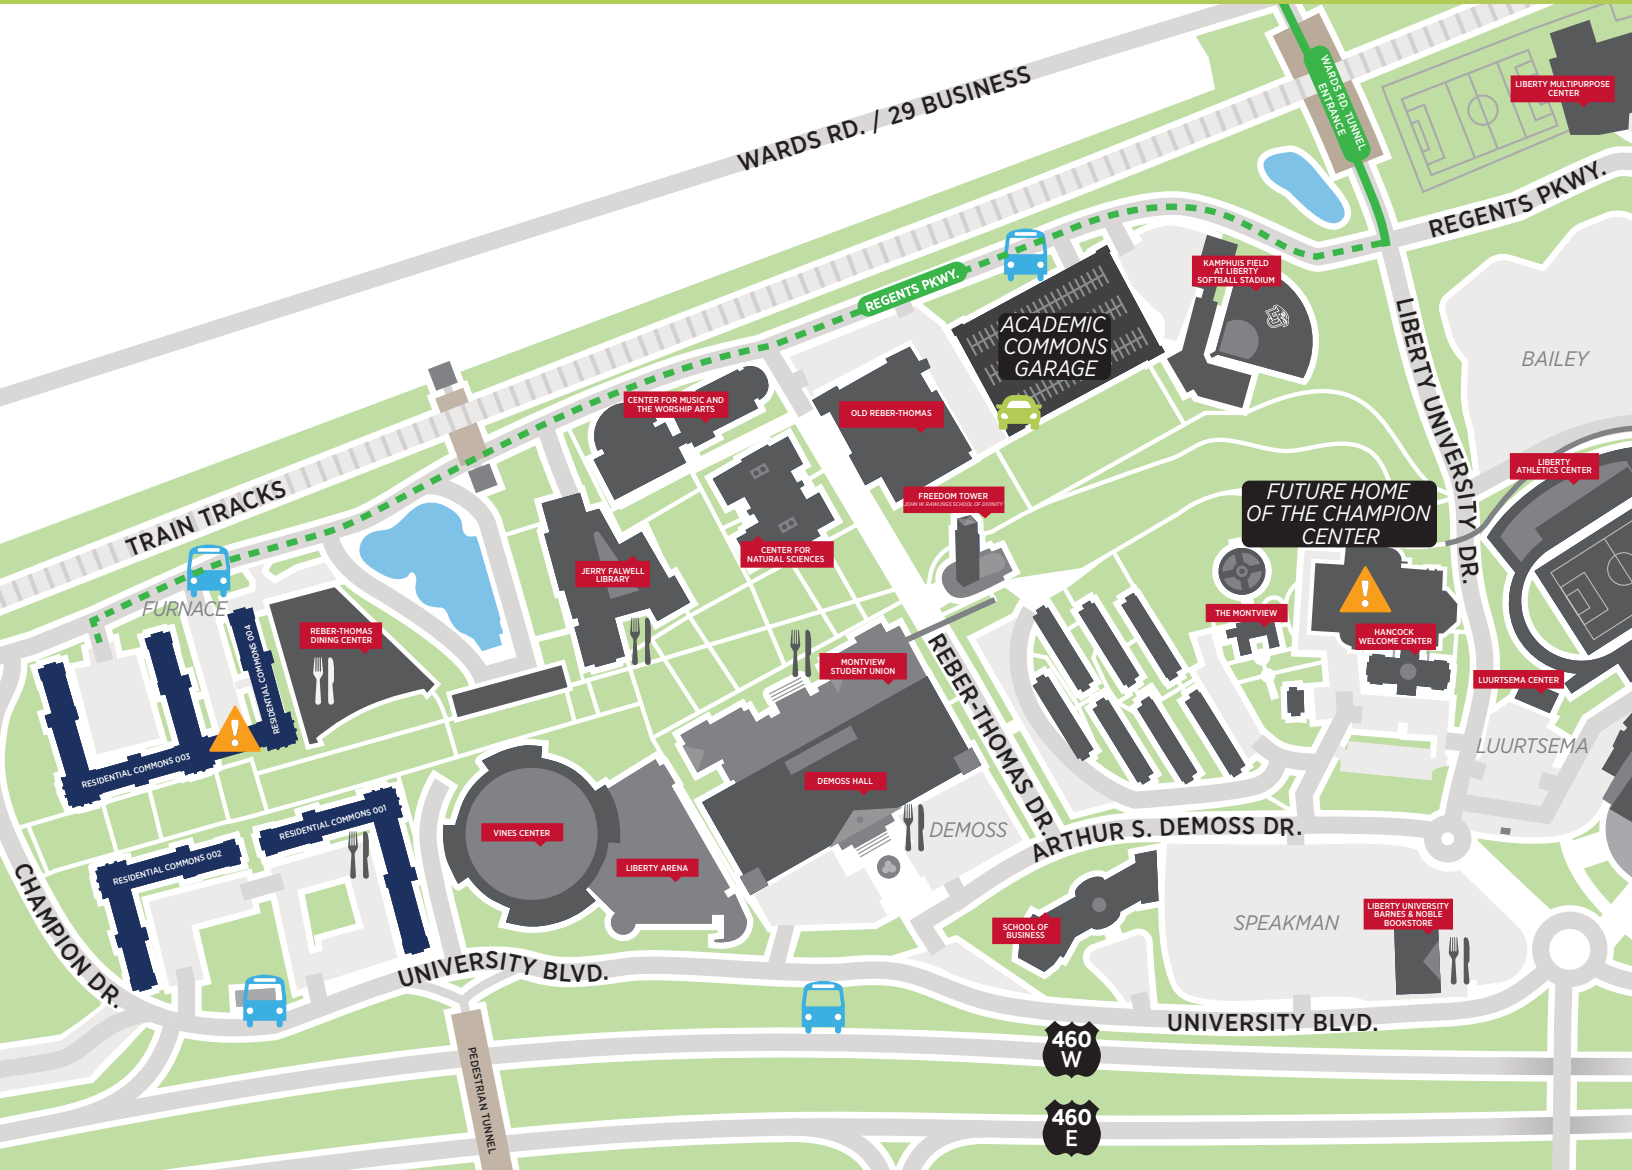 WARDS RD. / 29 BUSINESS
WARDS RD. TUNNEL
ENTRANCE
LIBERTY MULTIPURPOSE
CENTER
REGENTS PKWY.
REGENTS PKWY.
KAMPHUIS FIELD
AT LIBERTY
SOFTBALL STADIUM
LU
ACADEMIC
COMMONS
GARAGE
LIBERTY UNIVERSITY DR.
BAILEY
CENTER FOR MUSIC AND
THE WORSHIP ARTS
OLD REBER-THOMAS
LIBERTY
ATHLETICS CENTER
FREEDOM TOWER
JOHN W. RAWLINGS SCHOOL OF DIVINITY
FUTURE HOME
OF THE CHAMPION
CENTER
TRAIN TRACKS
CENTER FOR
NATURAL SCIENCES
JERRY FALWELL
LIBRARY
!
FURNACE
THE MONTVIEW
REBER-THOMAS
DINING CENTER
HANCOCK
WELCOME CENTER
RESIDENTIAL COMMONS 004
MONTVIEW
STUDENT UNION
LUURTSEMA CENTER
REBER-THOMAS DR.
!
LUURTSEMA
RESIDENTIAL COMMONS 003
DEMOSS HALL
RESIDENTIAL COMMONS 001
VINES CENTER
DEMOSS
ARTHUR S. DEMOSS DR.
RESIDENTIAL COMMONS 002
LIBERTY ARENA
CHAMPION DR.
SCHOOL OF
BUSINESS
SPEAKMAN
LIBERTY UNIVERSITY
BARNES & NOBLE
BOOKSTORE
UNIVERSITY BLVD.
UNIVERSITY BLVD.
460
W
PEDESTRIAN TUNNEL
460
E